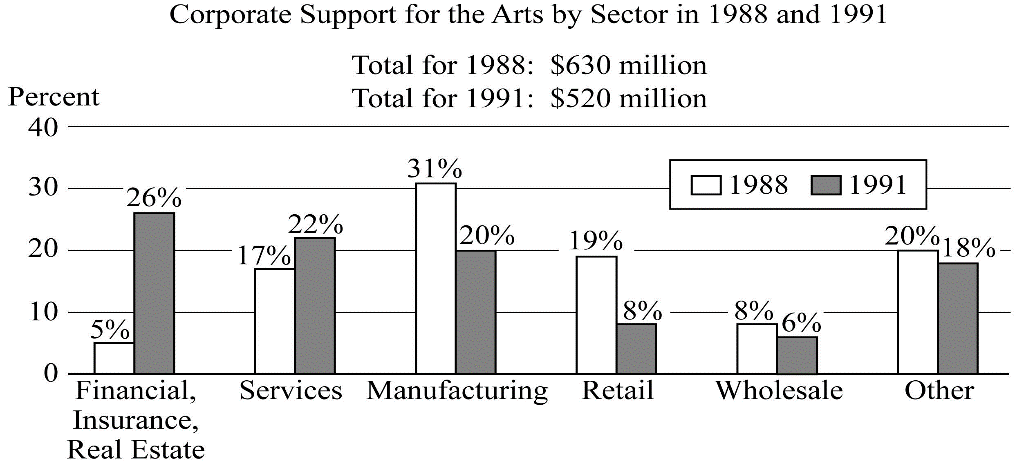 Corporate Support for the Arts by Sector in 1988 and 1991
Total for 1988: $630 million
Total for 1991: $520 million
Percent
40
30
20
10
0
1988 1991
5% 26%
17% 22%
31% 20%
19% 8%
8% 6%
20% 18%
Financial,
Insurance,
Real Estate
Services
Manufacturing
Retail
Wholesale
Other